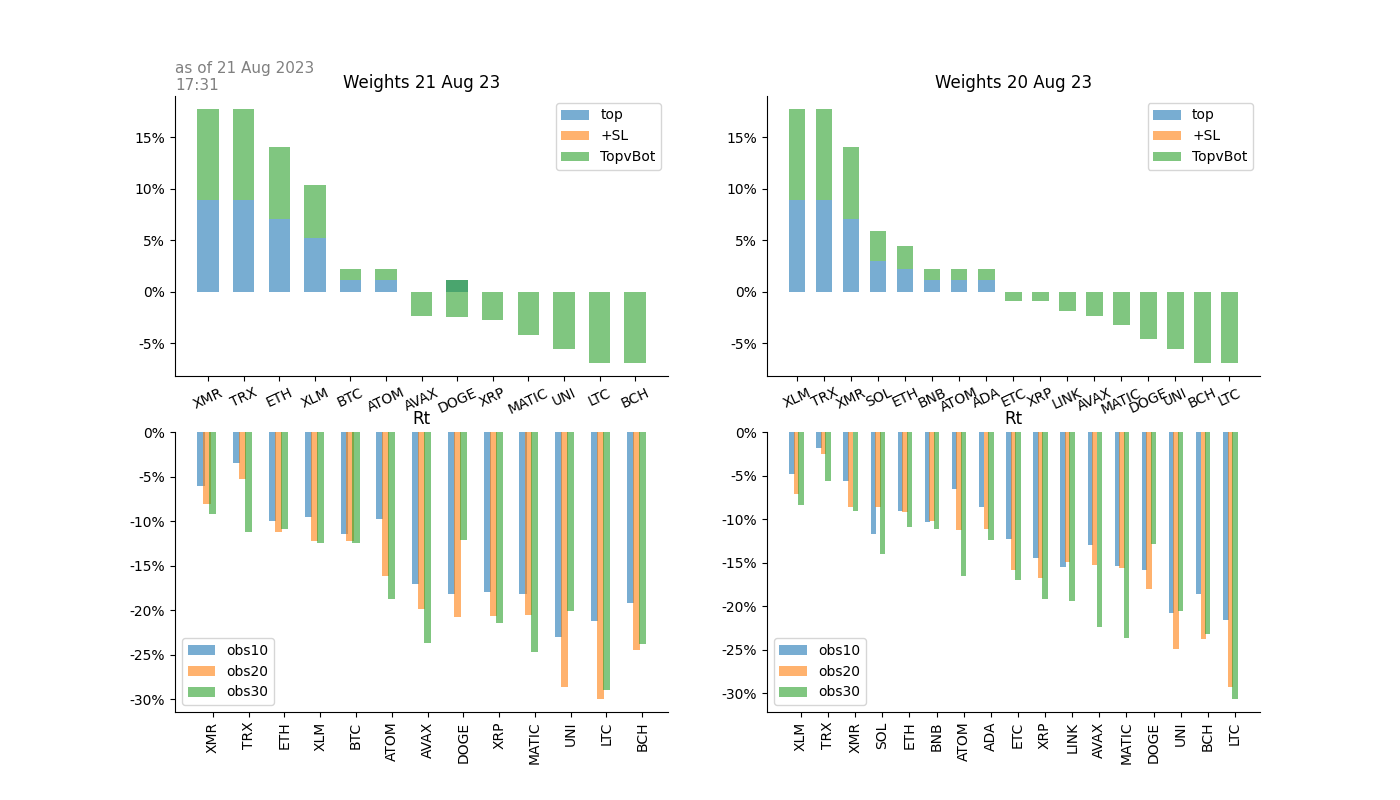 as of 21 Aug 2023
17:31
Weights 21 Aug 23
15%
10%
5%
0%
-5%
top
+SL
TopvBot
XMR TRX ETH XLM BTC ATOM AVAX DOGE XRP MATIC UNI LTC BCH
Weights 20 Aug 23
15%
10%
5%
0%
-5%
top
+SL
TopvBot
XLM TRX XMR SOL ETH BNB ATOM ADA ETC XRP LINK AVAX MATIC DOGE UNI BCH LTC
Rt
0%
-5%
-10%
-15%
-20%
-25%
-30%
obs10
obs20
obs30
XMR TRX ETH XLM BTC ATOM AVAX DOGE XRP MATIC UNI LTC BCH
Rt
0%
-5%
-10%
-15%
-20%
-25%
-30%
obs10
obs20
obs30
XLM TRX XMR SOL ETH BNB ATOM ADA ETC XRP LINK AVAX MATIC DOGE UNI BCH LTC